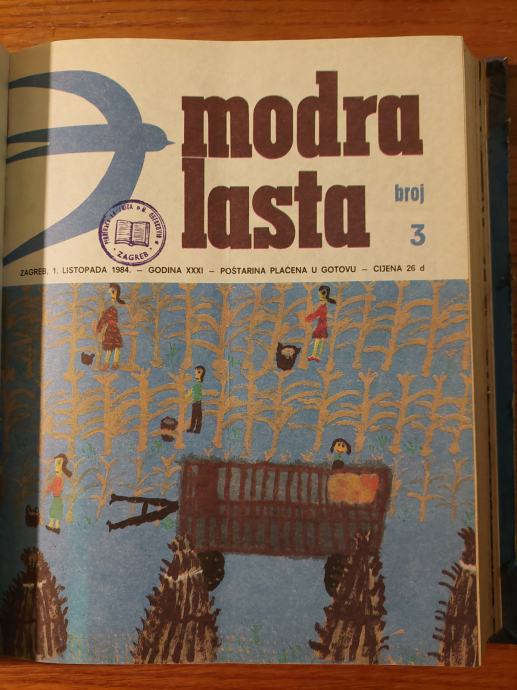 modra
lasta
broj
3
ZAGREB
ZAGREB, 1. LISTOPADA 1984. – GODINA XXXI – POŠTARINA PLAĆENA U GOTOVU – CIJENA 26 d